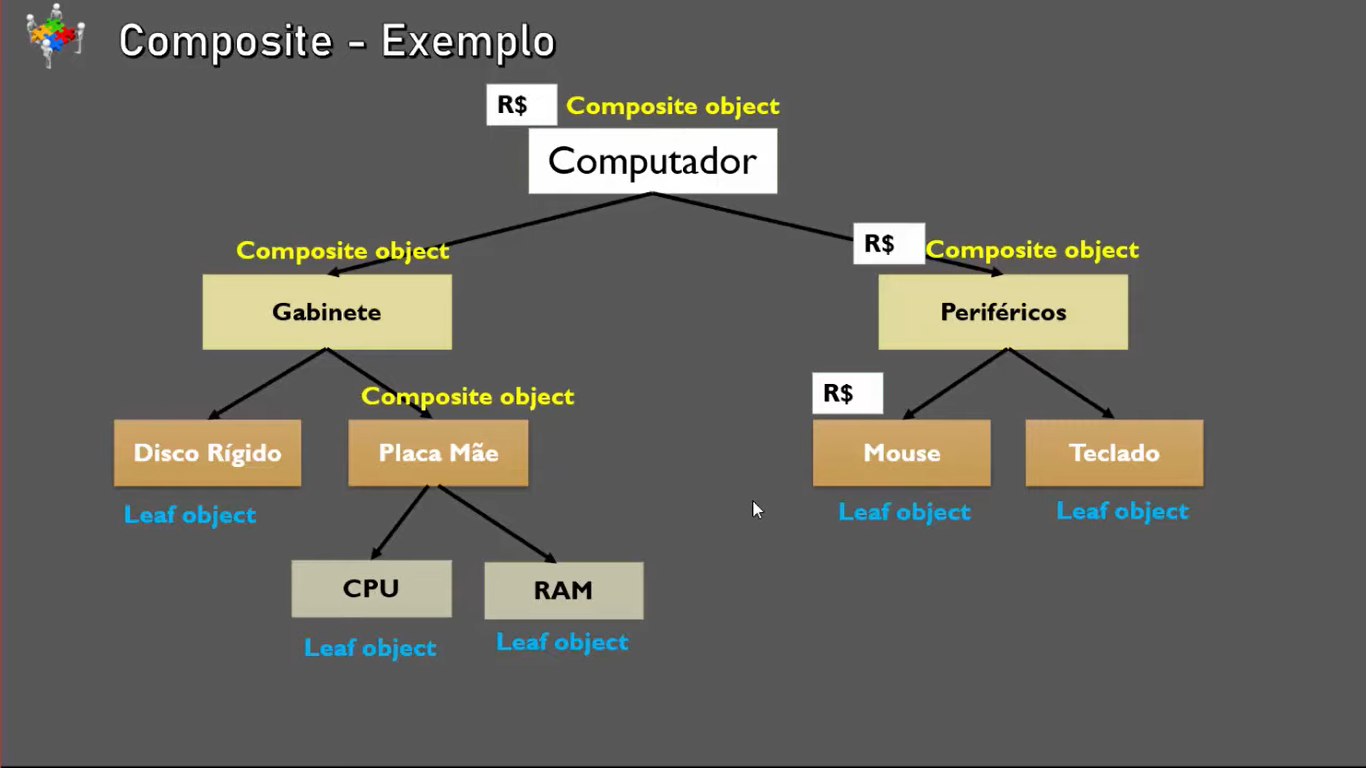 Composite - Exemplo
R$ Composite object
Computador
Composite object
R$ Composite object
Gabinete
Periféricos
Composite object
R$
Disco Rígido
Placa Mãe
Mouse
Teclado
Leaf object
Leaf object
Leaf object
CPU
RAM
Leaf object
Leaf object